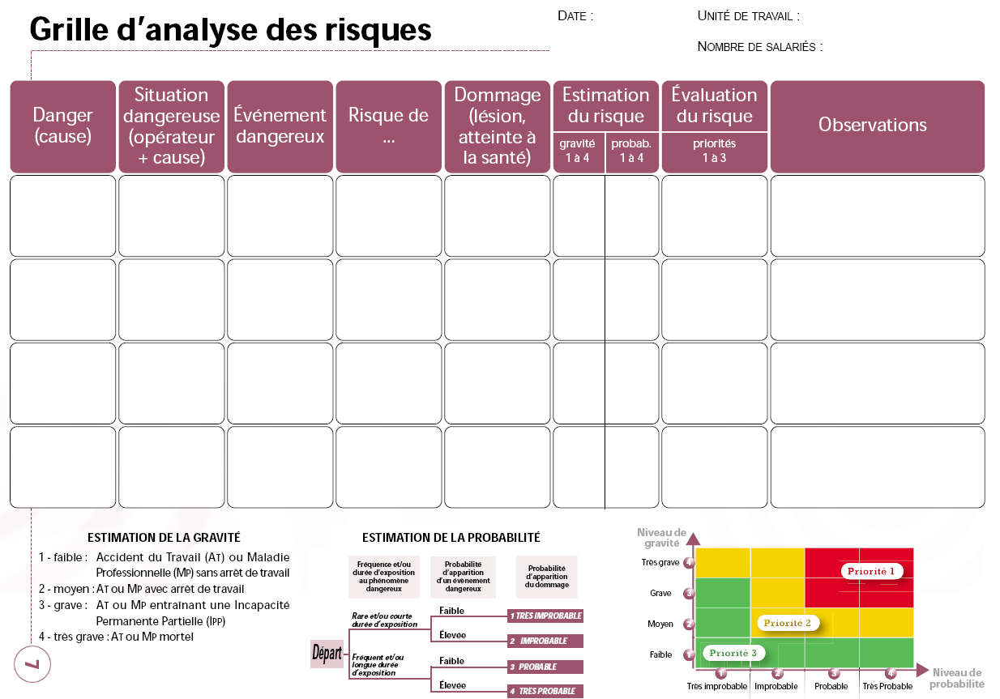 Grille d'analyse des risques
DATE :
UNITÉ DE TRAVAIL :
NOMBRE DE SALARIÉS :
Danger
(cause)
Situation
dangereuse
(opérateur
+ cause)
Événement
dangereux
Risque de
...
Dommage
(lésion,
atteinte à
la santé)
Estimation
du risque
gravité
1 à 4
probab.
1 à 4
Évaluation
du risque
priorités
1 à 3
Observations
ESTIMATION DE LA GRAVITÉ
1 - faible : Accident du Travail (AT) ou Maladie
Professionnelle (MP) sans arrêt de travail
2 - moyen : AT ou MP avec arrêt de travail
3 - grave : AT ou MP entraînant une Incapacité
Permanente Partielle (IPP)
4 - très grave : AT ou MP mortel
7
ESTIMATION DE LA PROBABILITÉ
Fréquence et/ou
durée d'exposition
au phénomène
dangereux
Probabilité
d'apparition
d'un évènement
dangereux
Probabilité
d'apparition
du dommage
Départ
Rare et/ou courte
durée d'exposition
Faible
1 TRÈS IMPROBABLE
Élevée
2 IMPROBABLE
Fréquent et/ou
longue durée
d'exposition
Faible
3 PROBABLE
Élevée
4 TRÈS PROBABLE
Niveau de
gravité
Très grave 4
Priorité 1
Grave 3
Moyen 2
Priorité 2
Faible 1
Priorité 3
1 2 3 4
Très improbable Improbable Probable Très Probable
Niveau de
probabilité